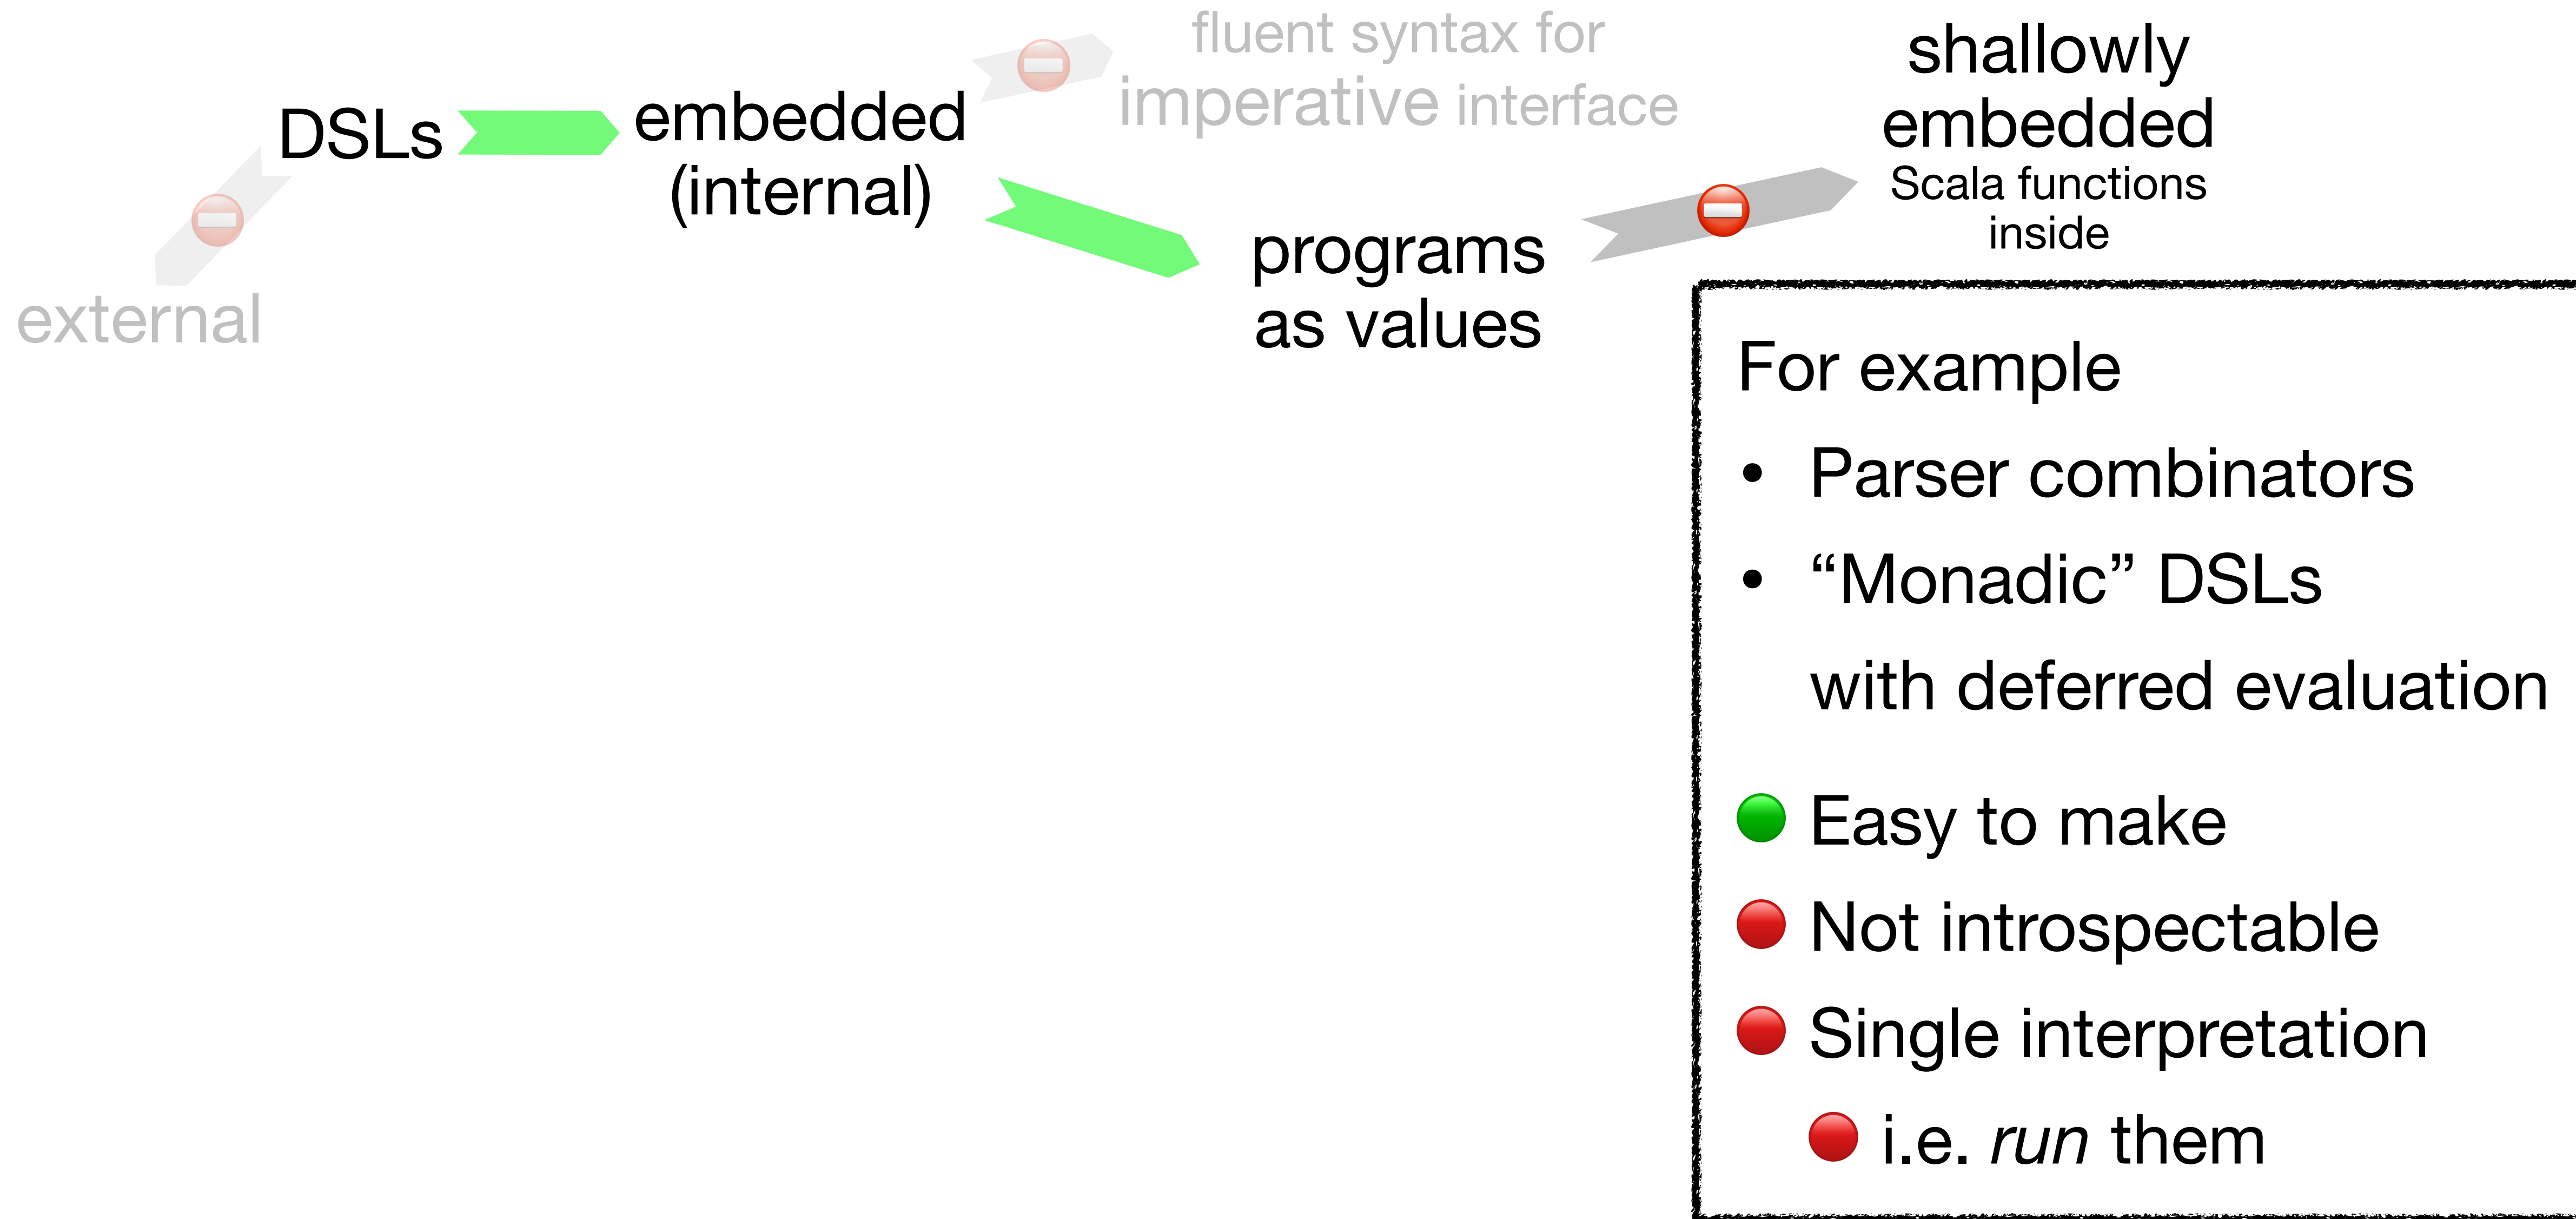 DSLs
external
embedded
(internal)
fluent syntax for
imperative interface
programs
as values
shallowly
embedded
Scala functions
inside
For example
• Parser combinators
• “Monadic” DSLs
with deferred evaluation
Easy to make
Not introspectable
Single interpretation
i.e. run them